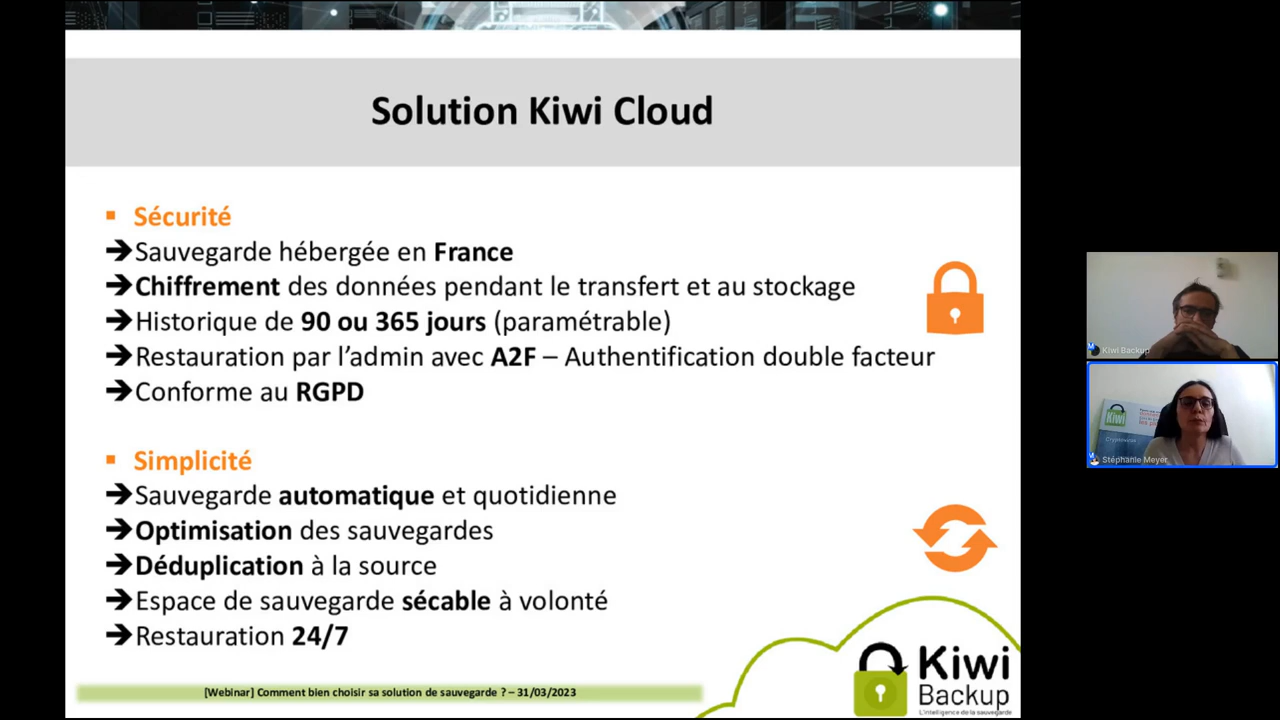 Solution Kiwi Cloud
▪ Sécurité
➔Sauvegarde hébergée en France
➔Chiffrement des données pendant le transfert et au stockage
➔Historique de 90 ou 365 jours (paramétrable)
➔Restauration par l’admin avec A2F – Authentification double facteur
➔Conforme au RGPD
▪ Simplicité
➔Sauvegarde automatique et quotidienne
➔Optimisation des sauvegardes
➔Déduplication à la source
➔Espace de sauvegarde sécable à volonté
➔Restauration 24/7
[Webinar] Comment bien choisir sa solution de sauvegarde ? – 31/03/2023
Kiwi
Backup
L'intelligence de la sauvegarde
Kiwi Backup
Kiwi
Stéphanie Meyer